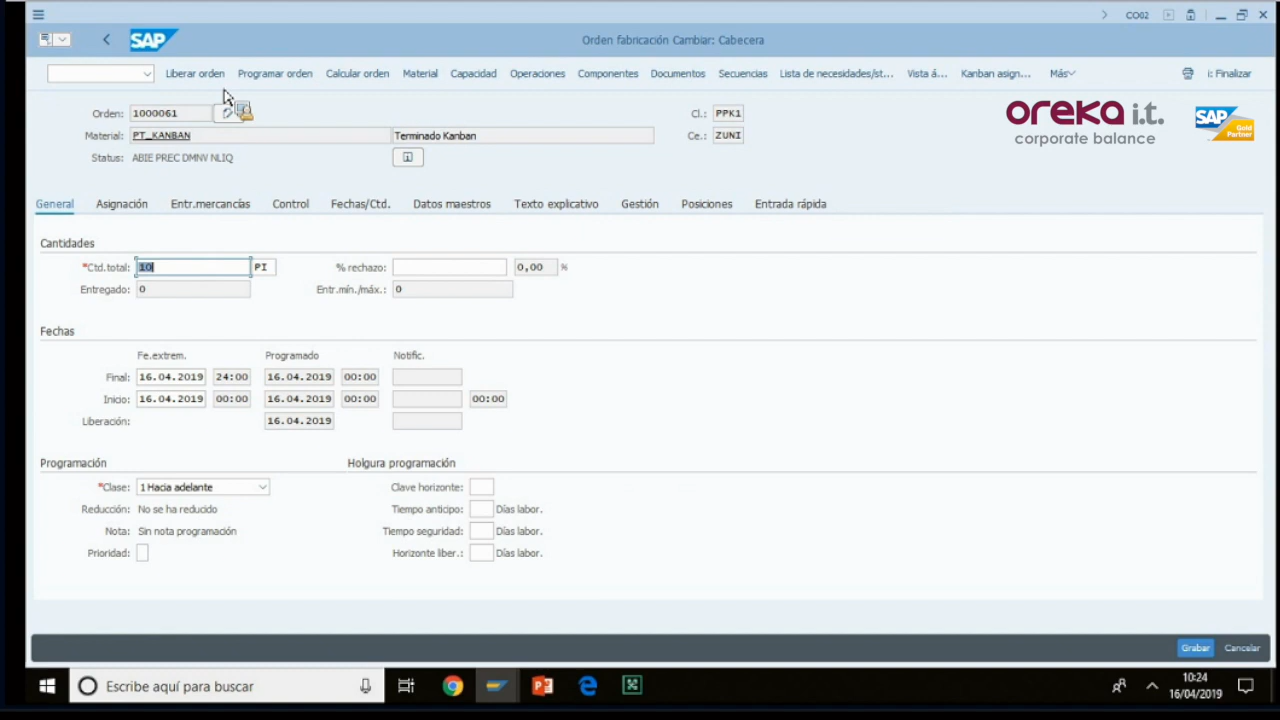 CO02
SAP
Orden fabricación Cambiar: Cabecera
Liberar orden Programar orden Calcular orden Material Capacidad Operaciones Componentes Documentos Secuencias Lista de necesidades/st... Vista á... Kanban asign... Más Finalizar
Orden: 1000061 Cl.: PPK1
Material: PT_KANBAN Terminado Kanban Ce.: ZUNI
Status: ABIE PREC DMNV NLIQ
oreka i.t.
corporate balance
SAP Gold Partner
General Asignación Entr.mercancías Control Fechas/Ctd. Datos maestros Texto explicativo Gestión Posiciones Entrada rápida
Cantidades
*Ctd.total: 10 PI % rechazo: 0,00 %
Entregado: 0 Entr.mín./máx.: 0
Fechas
Fe.extrem. Programado Notific.
Final: 16.04.2019 24:00 16.04.2019 00:00
Inicio: 16.04.2019 00:00 16.04.2019 00:00 00:00
Liberación: 16.04.2019
Programación Holgura programación
*Clase: 1 Hacia adelante Clave horizonte:
Reducción: No se ha reducido Tiempo anticipo: Días labor.
Nota: Sin nota programación Tiempo seguridad: Días labor.
Prioridad: Horizonte liber.: Días labor.
Grabar Cancelar
Escribe aquí para buscar
10:24
16/04/2019